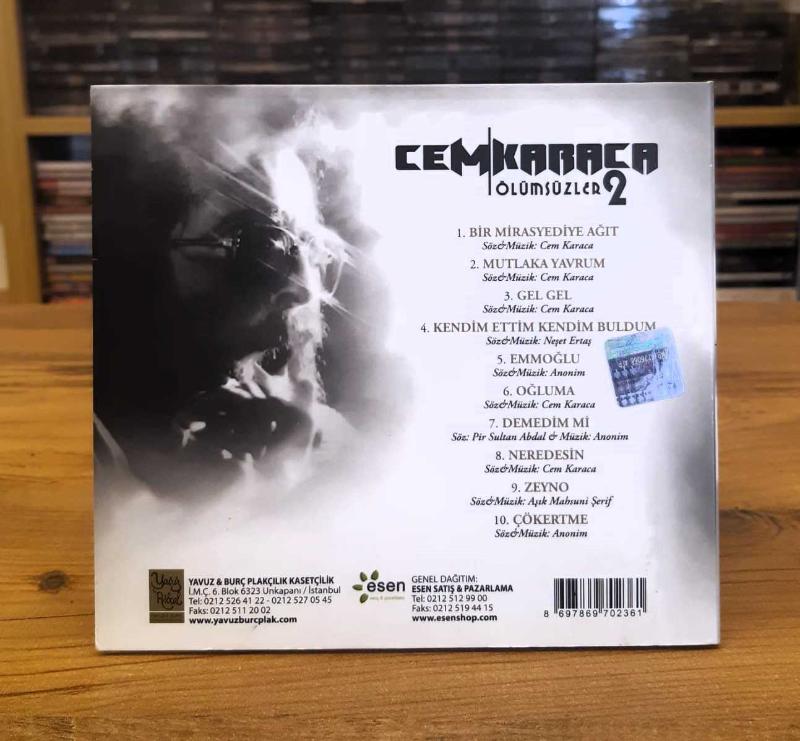 CEM KARACA
ÖLÜMSÜZLER 2
1. BİR MİRASYEDİYE AĞIT
Söz&Müzik: Cem Karaca
2. MUTLAKA YAVRUM
Söz&Müzik: Cem Karaca
3. GEL GEL
Söz&Müzik: Cem Karaca
4. KENDİM ETTİM KENDİM BULDUM
Söz&Müzik: Neşet Ertaş
5. EMMOĞLU
Söz&Müzik: Anonim
6. OĞLUMA
Söz&Müzik: Cem Karaca
7. DEMEDİM Mİ
Söz: Pir Sultan Abdal & Müzik: Anonim
8. NEREDESİN
Söz&Müzik: Cem Karaca
9. ZEYNO
Söz&Müzik: Aşık Mahsuni Şerif
10. ÇÖKERTME
Söz&Müzik: Anonim
YAVUZ & BURÇ PLAKÇILIK KASETÇİLİK
İ.M.Ç. 6. Blok 6323 Unkapanı / İstanbul
Tel: 0212 526 41 22 - 0212 527 05 45
Faks: 0212 511 20 02
www.yavuzburcplak.com
esen
GENEL DAĞITIM:
ESEN SATIŞ & PAZARLAMA
Tel: 0212 512 99 00
Faks: 0212 519 44 15
www.esenshop.com
8 697869 702361